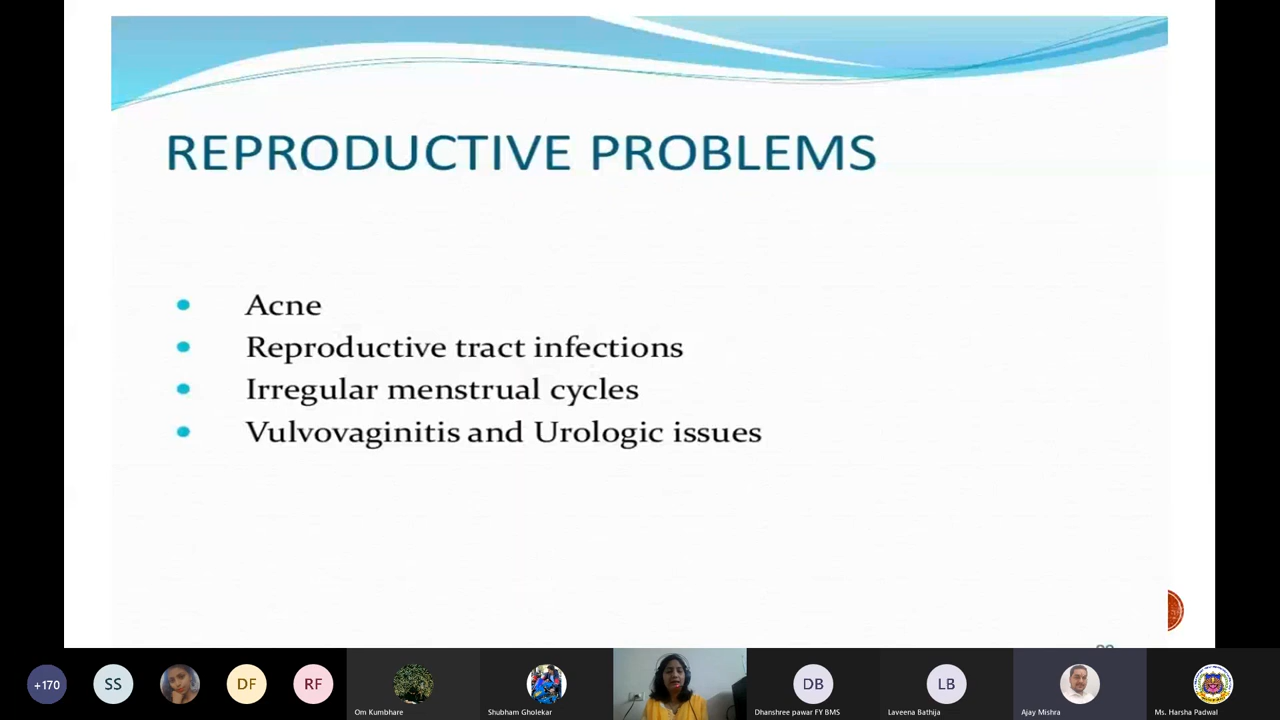 REPRODUCTIVE PROBLEMS
Acne
Reproductive tract infections
Irregular menstrual cycles
Vulvovaginitis and Urologic issues
+170
SS
DF
RF
Om Kumbhare
Shubham Gholekar
DB
Dhanshree pawar FY BMS
LB
Laveena Bathija
Ajay Mishra
Ms. Harsha Padwal